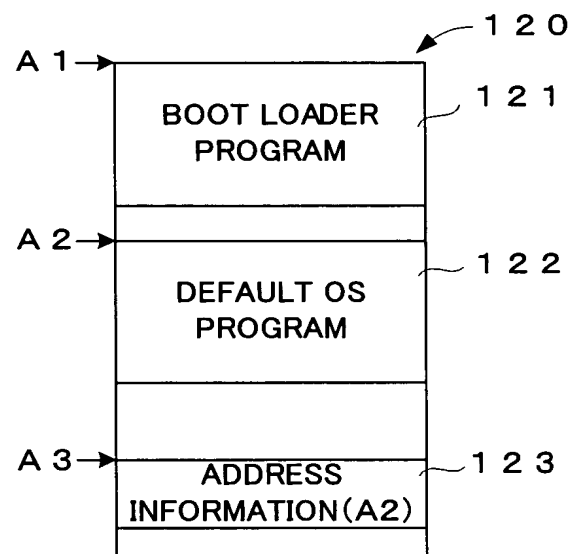 120
A1
121
BOOT LOADER
PROGRAM
A2
122
DEFAULT OS
PROGRAM
A3
123
ADDRESS
INFORMATION(A2)